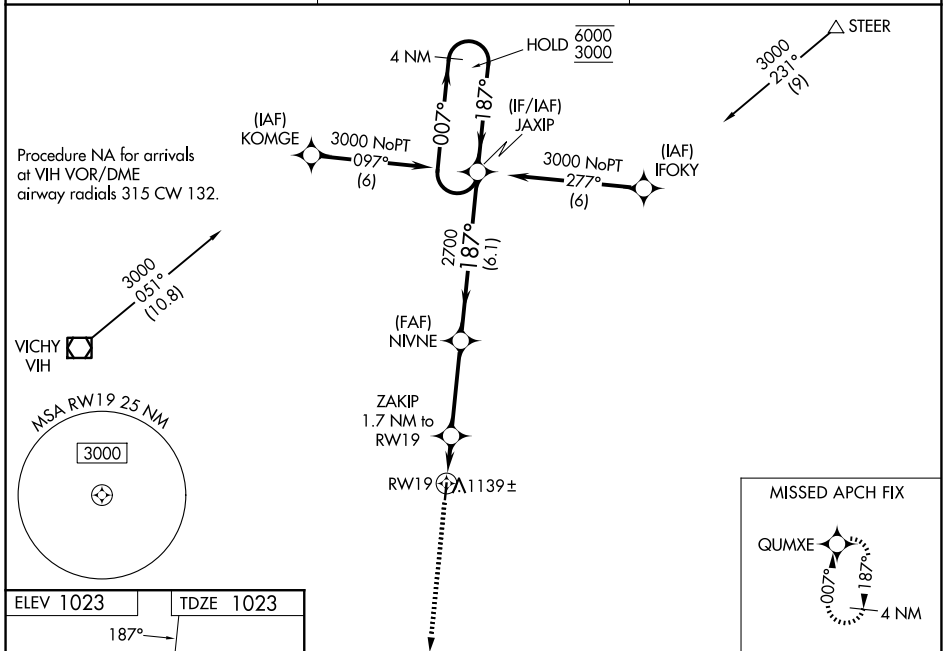 STEER
3000
231°
(9)
HOLD 6000
3000
4 NM
007°
187°
(IF/IAF)
JAXIP
(IAF)
KOMGE
3000 NoPT
097°
(6)
3000 NoPT
277°
(6)
(IAF)
IFOKY
Procedure NA for arrivals
at VIH VOR/DME
airway radials 315 CW 132.
3000
051°
(10.8)
VICHY
VIH
2700
187°
(6.1)
(FAF)
NIVNE
ZAKIP
1.7 NM to
RW19
RW19
1139±
MSA RW19 25 NM
3000
MISSED APCH FIX
QUMXE
007°
187°
4 NM
ELEV 1023
TDZE 1023
187°